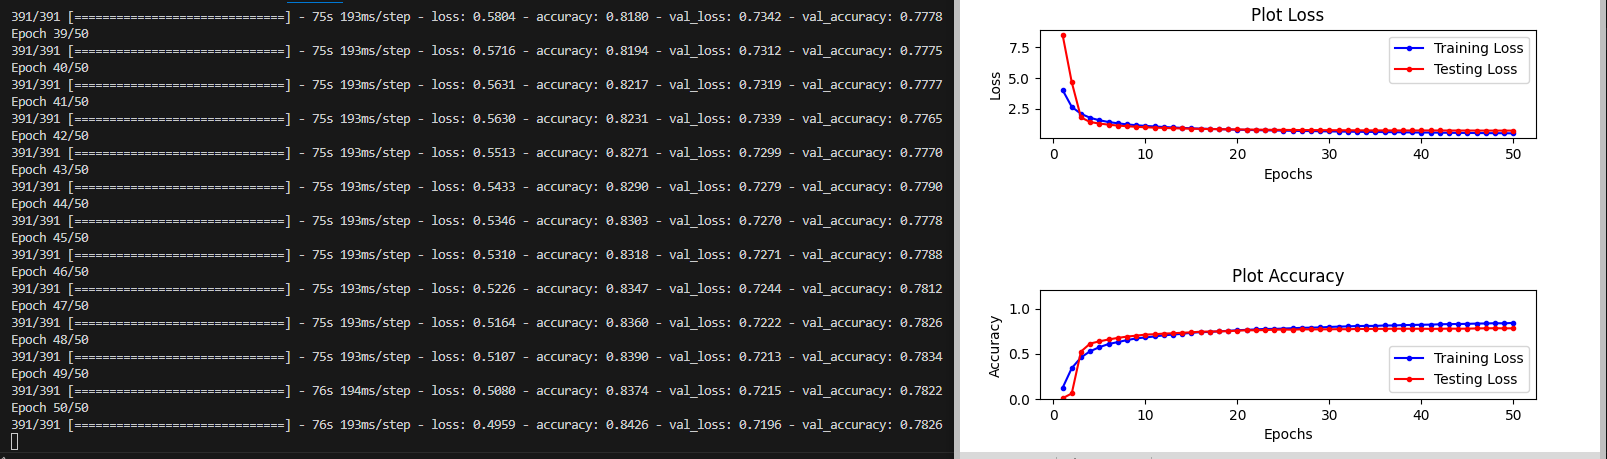 391/391 [==============================] - 75s 193ms/step - loss: 0.5804 - accuracy: 0.8180 - val_loss: 0.7342 - val_accuracy: 0.7778
Epoch 39/50
391/391 [==============================] - 75s 193ms/step - loss: 0.5716 - accuracy: 0.8194 - val_loss: 0.7312 - val_accuracy: 0.7775
Epoch 40/50
391/391 [==============================] - 75s 193ms/step - loss: 0.5631 - accuracy: 0.8217 - val_loss: 0.7319 - val_accuracy: 0.7777
Epoch 41/50
391/391 [==============================] - 75s 193ms/step - loss: 0.5630 - accuracy: 0.8231 - val_loss: 0.7339 - val_accuracy: 0.7765
Epoch 42/50
391/391 [==============================] - 75s 193ms/step - loss: 0.5513 - accuracy: 0.8271 - val_loss: 0.7299 - val_accuracy: 0.7770
Epoch 43/50
391/391 [==============================] - 75s 193ms/step - loss: 0.5433 - accuracy: 0.8290 - val_loss: 0.7279 - val_accuracy: 0.7790
Epoch 44/50
391/391 [==============================] - 75s 193ms/step - loss: 0.5346 - accuracy: 0.8303 - val_loss: 0.7270 - val_accuracy: 0.7778
Epoch 45/50
391/391 [==============================] - 75s 193ms/step - loss: 0.5310 - accuracy: 0.8318 - val_loss: 0.7271 - val_accuracy: 0.7788
Epoch 46/50
391/391 [==============================] - 75s 193ms/step - loss: 0.5226 - accuracy: 0.8347 - val_loss: 0.7244 - val_accuracy: 0.7812
Epoch 47/50
391/391 [==============================] - 75s 193ms/step - loss: 0.5164 - accuracy: 0.8360 - val_loss: 0.7222 - val_accuracy: 0.7826
Epoch 48/50
391/391 [==============================] - 75s 193ms/step - loss: 0.5107 - accuracy: 0.8390 - val_loss: 0.7213 - val_accuracy: 0.7834
Epoch 49/50
391/391 [==============================] - 76s 194ms/step - loss: 0.5080 - accuracy: 0.8374 - val_loss: 0.7215 - val_accuracy: 0.7822
Epoch 50/50
391/391 [==============================] - 76s 193ms/step - loss: 0.4959 - accuracy: 0.8426 - val_loss: 0.7196 - val_accuracy: 0.7826
Plot Loss
7.5
5.0
2.5
Loss
Training Loss
Testing Loss
0 10 20 30 40 50
Epochs
Plot Accuracy
1.0
0.5
0.0
Accuracy
Training Loss
Testing Loss
0 10 20 30 40 50
Epochs